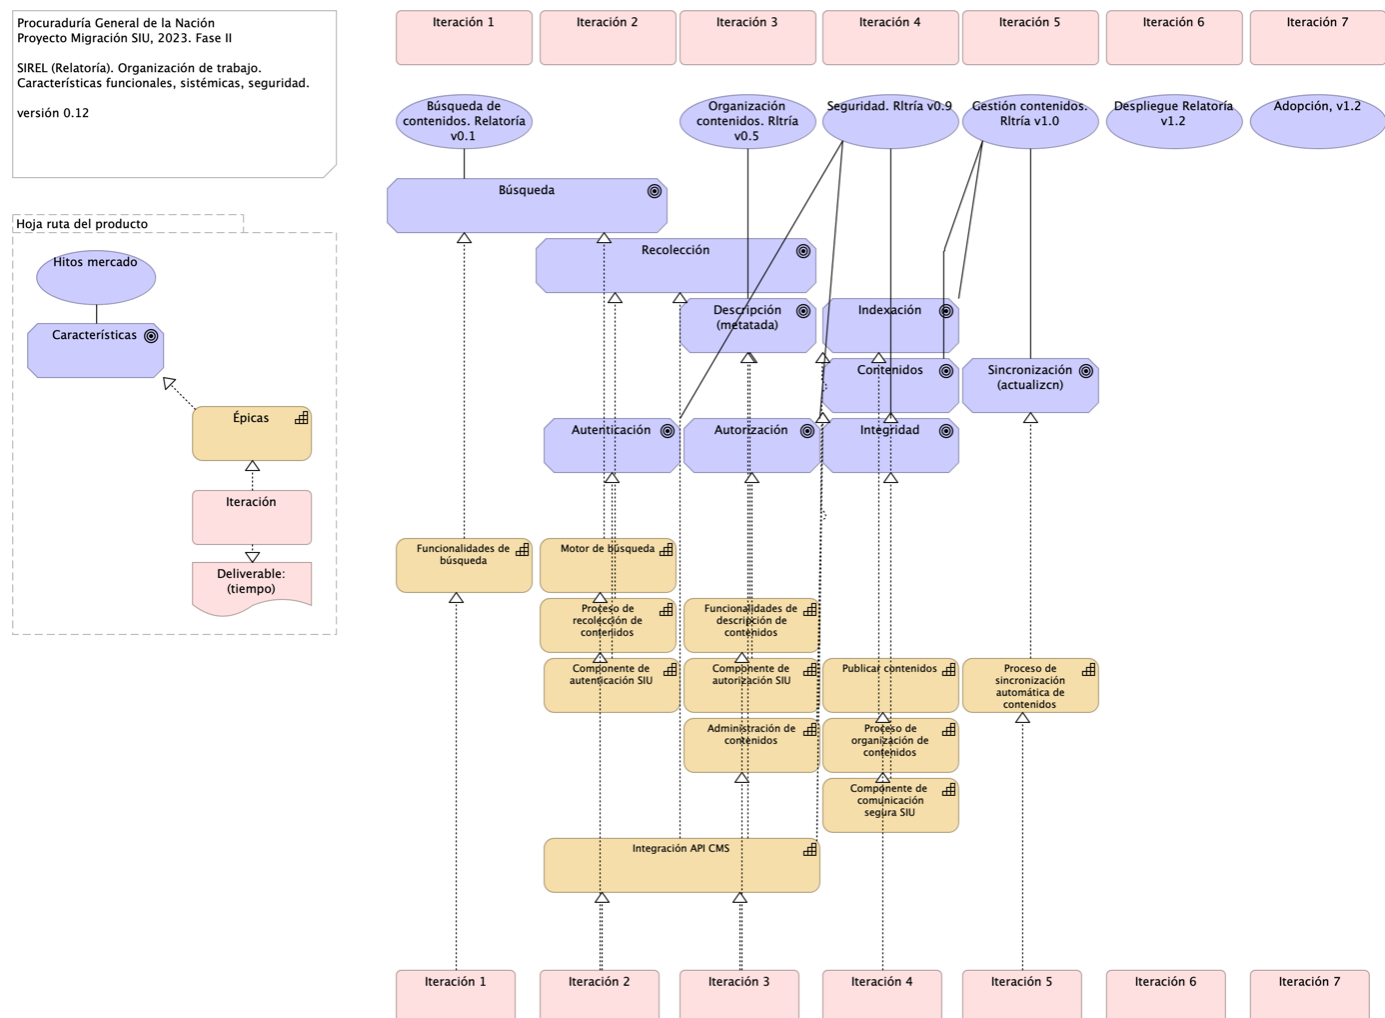 Procuraduría General de la Nación
Proyecto Migración SIU, 2023. Fase II
SIREL (Relatoría). Organización de trabajo.
Características funcionales, sistémicas, seguridad.
versión 0.12
Hoja ruta del producto
Hitos mercado
Características
Épicas
Iteración
Deliverable:
(tiempo)
Iteración 1
Iteración 2
Iteración 3
Iteración 4
Iteración 5
Iteración 6
Iteración 7
Búsqueda de
contenidos. Relatoría
v0.1
Organización
contenidos. Rltría
v0.5
Seguridad. Rltría v0.9
Gestión contenidos.
Rltría v1.0
Despliegue Relatoría
v1.2
Adopción, v1.2
Búsqueda
Recolección
Descripción
(metatada)
Indexación
Contenidos
Sincronización
(actualizcn)
Autenticación
Autorización
Integridad
Funcionalidades de
búsqueda
Motor de búsqueda
Proceso de
recolección de
contenidos
Funcionalidades de
descripción de
contenidos
Componente de
autenticación SIU
Componente de
autorización SIU
Publicar contenidos
Proceso de
sincronización
automática de
contenidos
Administración de
contenidos
Proceso de
organización de
contenidos
Componente de
comunicación
segura SIU
Integración API CMS
Iteración 1
Iteración 2
Iteración 3
Iteración 4
Iteración 5
Iteración 6
Iteración 7